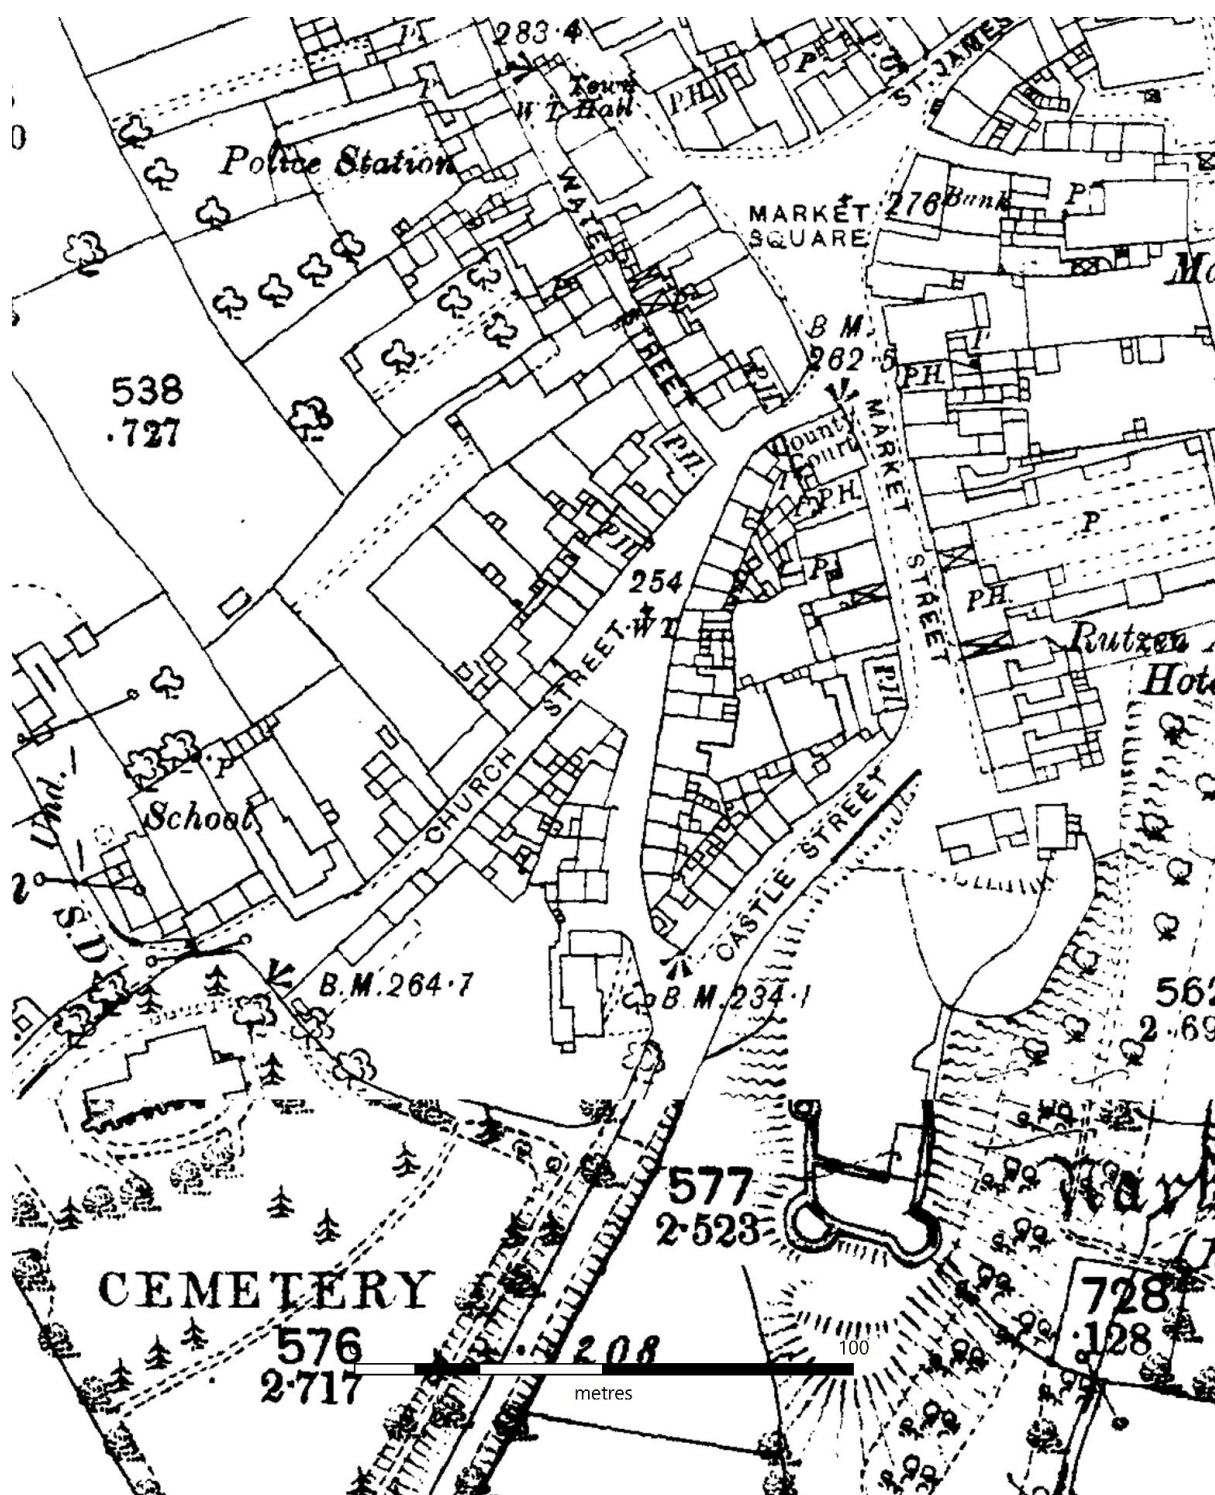 283·4
Town
W T Hall
P.H.
P
ST. JAMES
Police Station
WATER
STREET
MARKET
SQUARE
276
Bank
P
B M.
262·5
P.H.
538
·727
P.H.
County
Court
MARKET
STREET
P.H.
P.H.
P.H.
254
W T
P
P
P.H.
Rutzen
Hote
P.H.
CHURCH STREET
School
P
Und.
S.D
CASTLE STREET
B.M.264·7
B.M.234·1
562
2·69
577
2·523
CEMETERY
576
2·717
208
728
·128
100
metres